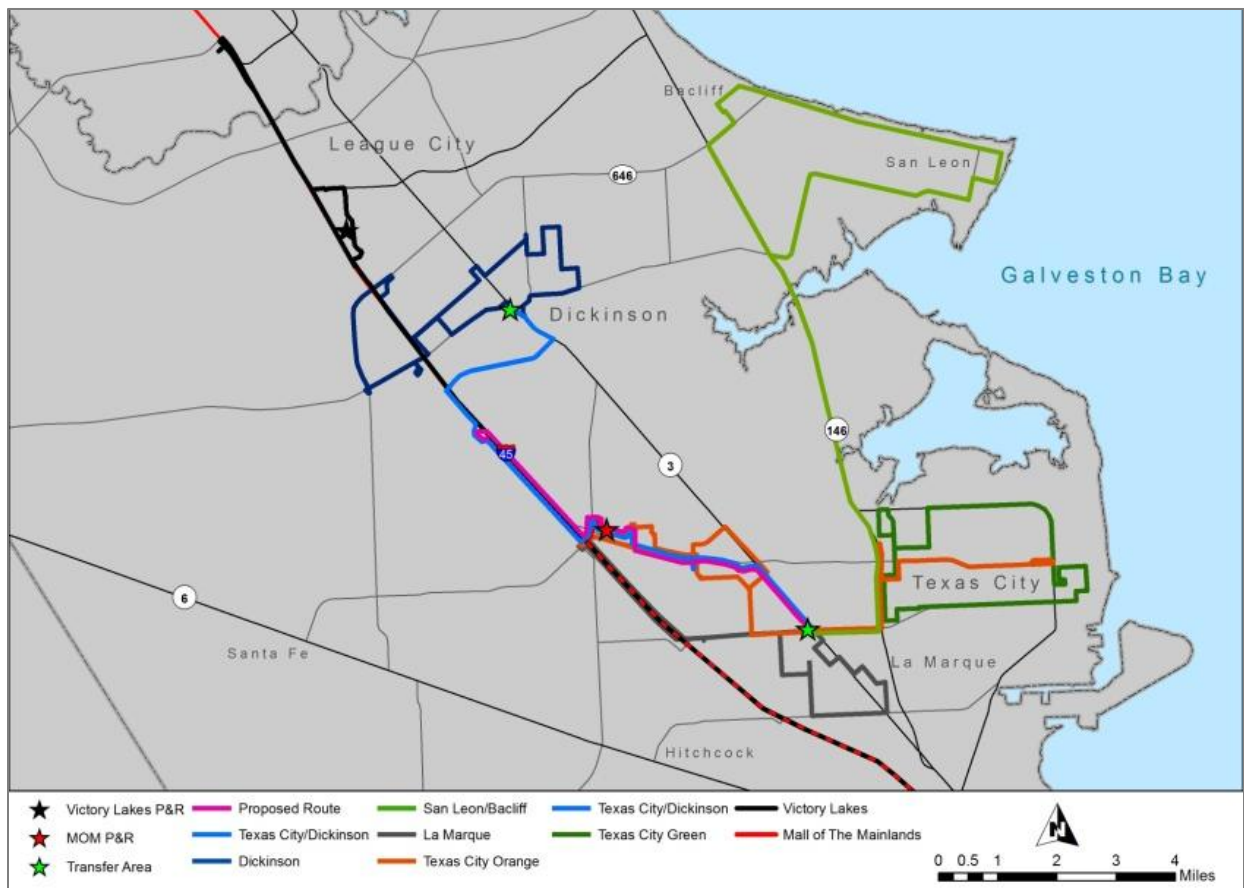 Bacliff
League City
San Leon
646
Galveston Bay
Dickinson
146
45
3
Texas City
6
Santa Fe
La Marque
Hitchcock
Victory Lakes P&R
Proposed Route
San Leon/Bacliff
Texas City/Dickinson
Victory Lakes
MOM P&R
Texas City/Dickinson
La Marque
Texas City Green
Mall of The Mainlands
Transfer Area
Dickinson
Texas City Orange
N
0 0.5 1 2 3 4
Miles